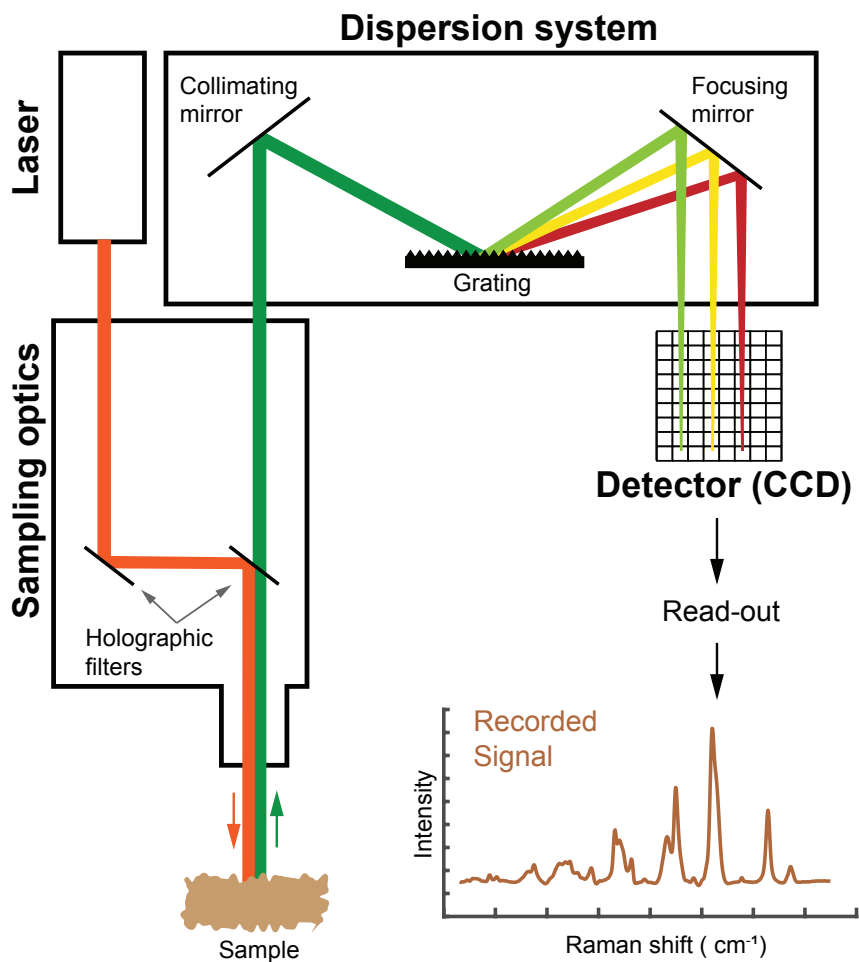 Dispersion system
Laser
Collimating
mirror
Focusing
mirror
Grating
Sampling optics
Holographic
filters
Detector (CCD)
Read-out
Recorded
Signal
Intensity
Raman shift ( cm⁻¹)
Sample